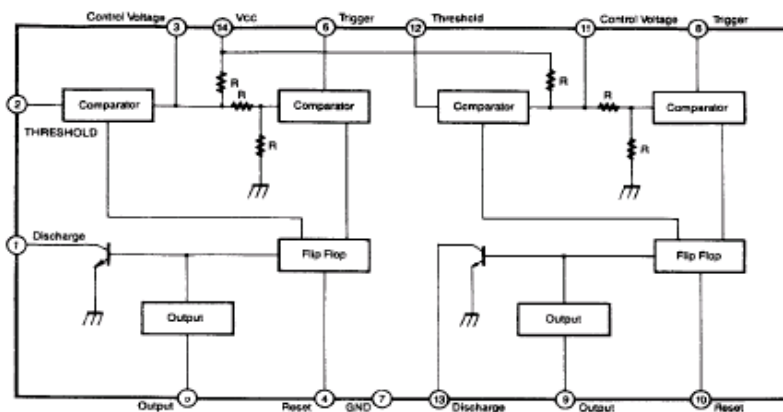 Control Voltage 3 14 Vcc 6 Trigger 12 Threshold 11 Control Voltage 8 Trigger
R R
2 Comparator R Comparator Comparator R Comparator
THRESHOLD R R
1 Discharge
Flip Flop Flip Flop
Output Output
Output Reset 4 GND 7 13 Discharge 9 Output 10 Reset